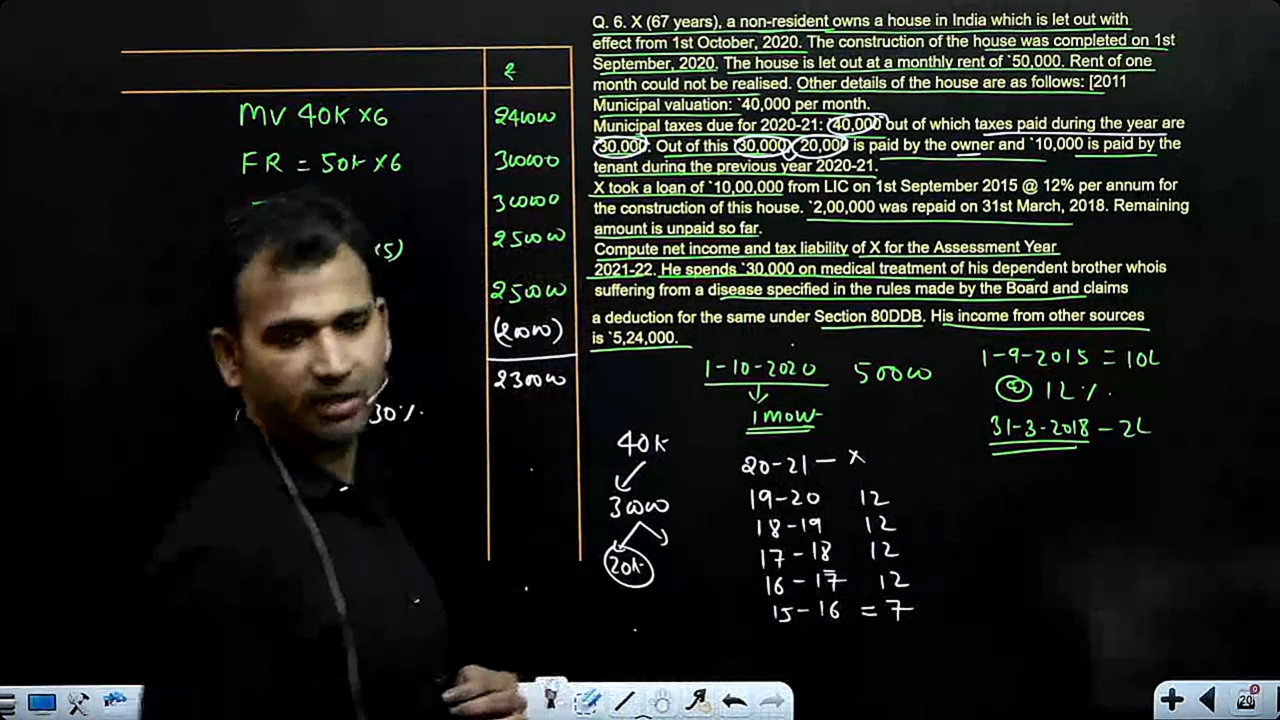 Q. 6. X (67 years), a non-resident owns a house in India which is let out with
effect from 1st October, 2020. The construction of the house was completed on 1st
September, 2020. The house is let out at a monthly rent of `50,000. Rent of one
month could not be realised. Other details of the house are as follows: [2011
Municipal valuation: `40,000 per month.
Municipal taxes due for 2020-21: `40,000 out of which taxes paid during the year are
`30,000. Out of this `30,000, `20,000 is paid by the owner and `10,000 is paid by the
tenant during the previous year 2020-21.
X took a loan of `10,00,000 from LIC on 1st September 2015 @ 12% per annum for
the construction of this house. `2,00,000 was repaid on 31st March, 2018. Remaining
amount is unpaid so far.
Compute net income and tax liability of X for the Assessment Year
2021-22. He spends `30,000 on medical treatment of his dependent brother whois
suffering from a disease specified in the rules made by the Board and claims
a deduction for the same under Section 80DDB. His income from other sources
is `5,24,000.
₹
MV 40K X6 240000
FR = 50K X6 300000
300000
(5) 250000
250000
(20000)
230000
30%.
1-10-2020 50000
1 mon
1-9-2015 = 10L
@ 12%.
31-3-2018 - 2L
40K
30000
20K
20-21 - X
19-20 12
18-19 12
17-18 12
16-17 12
15-16 = 7
20